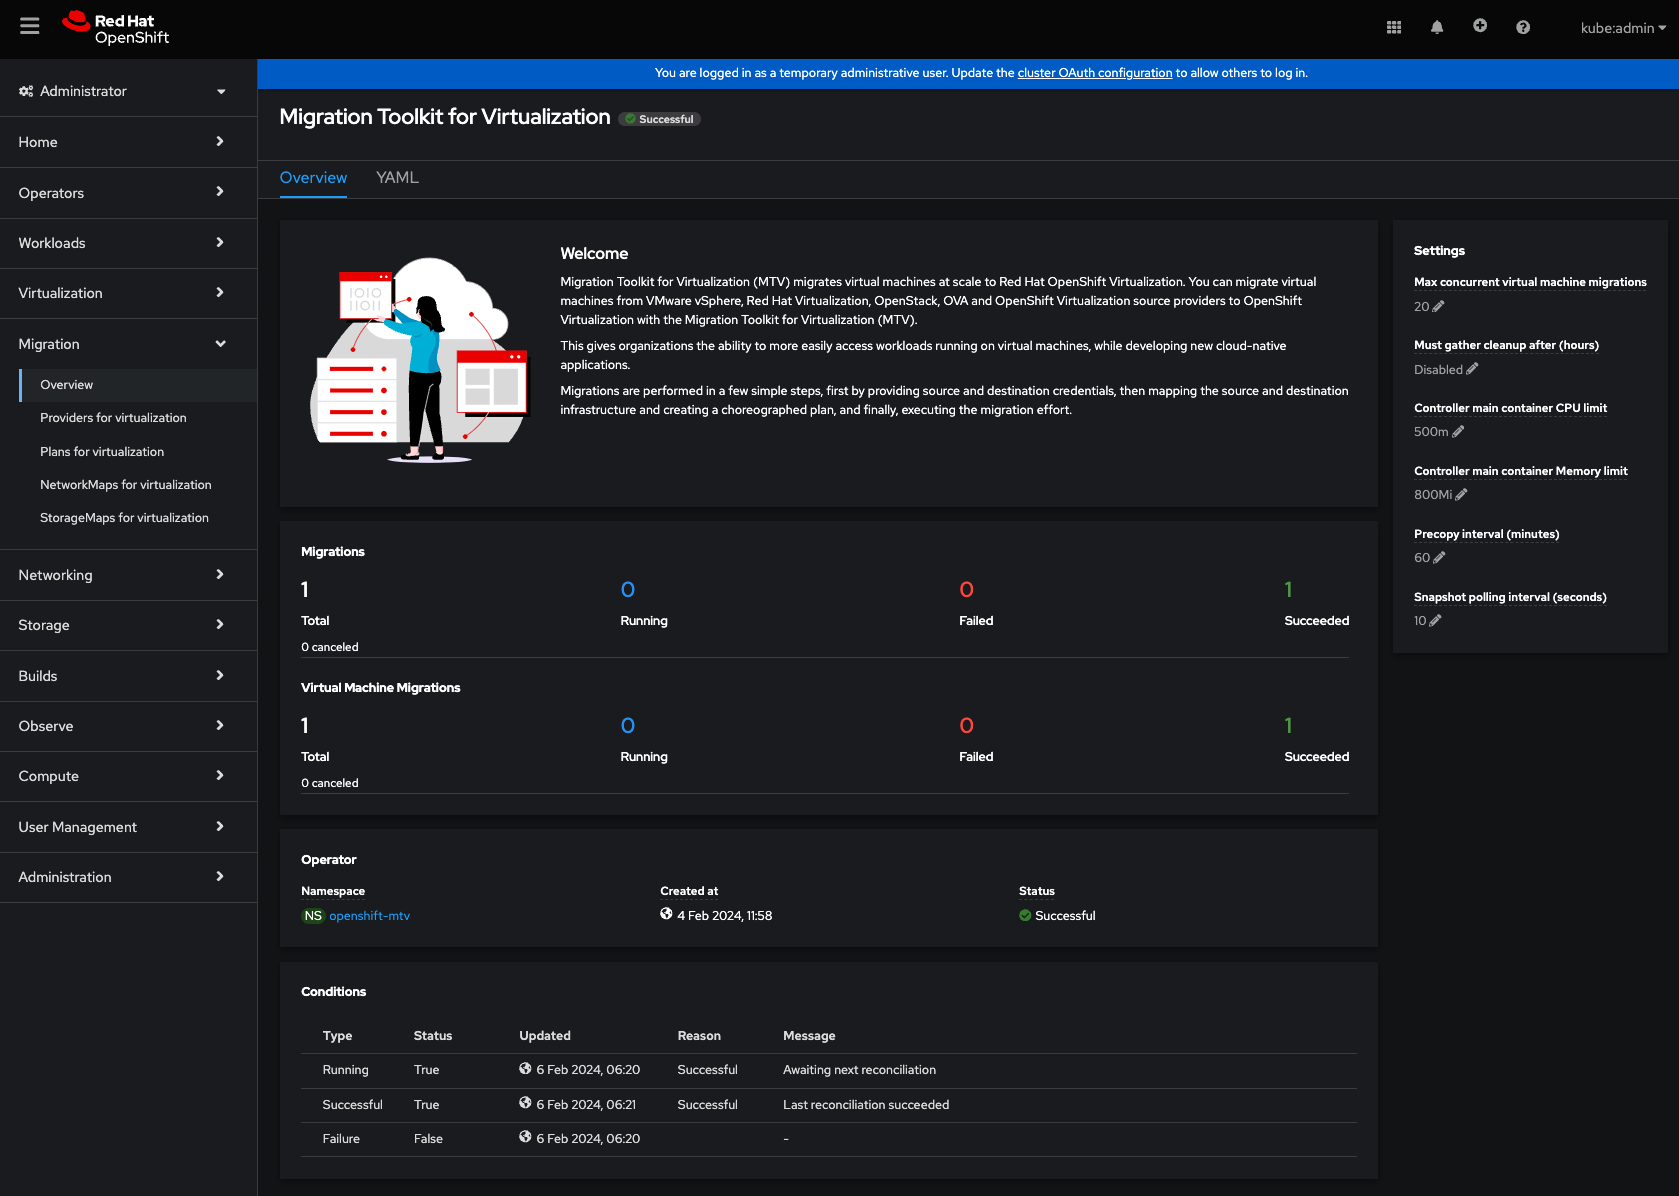 Red Hat
OpenShift
kube:admin
Administrator
Home
Operators
Workloads
Virtualization
Migration
Overview
Providers for virtualization
Plans for virtualization
NetworkMaps for virtualization
StorageMaps for virtualization
Networking
Storage
Builds
Observe
Compute
User Management
Administration
You are logged in as a temporary administrative user. Update the cluster OAuth configuration to allow others to log in.
Migration Toolkit for Virtualization Successful
Overview YAML
1010
11011
Welcome
Migration Toolkit for Virtualization (MTV) migrates virtual machines at scale to Red Hat OpenShift Virtualization. You can migrate virtual
machines from VMware vSphere, Red Hat Virtualization, OpenStack, OVA and OpenShift Virtualization source providers to OpenShift
Virtualization with the Migration Toolkit for Virtualization (MTV).
This gives organizations the ability to more easily access workloads running on virtual machines, while developing new cloud-native
applications.
Migrations are performed in a few simple steps, first by providing source and destination credentials, then mapping the source and destination
infrastructure and creating a choreographed plan, and finally, executing the migration effort.
Migrations
1 0 0 1
Total Running Failed Succeeded
0 canceled
Virtual Machine Migrations
1 0 0 1
Total Running Failed Succeeded
0 canceled
Operator
Namespace Created at Status
NS openshift-mtv 4 Feb 2024, 11:58 Successful
Conditions
Type Status Updated Reason Message
Running True 6 Feb 2024, 06:20 Successful Awaiting next reconciliation
Successful True 6 Feb 2024, 06:21 Successful Last reconciliation succeeded
Failure False 6 Feb 2024, 06:20 -
Settings
Max concurrent virtual machine migrations
20
Must gather cleanup after (hours)
Disabled
Controller main container CPU limit
500m
Controller main container Memory limit
800Mi
Precopy interval (minutes)
60
Snapshot polling interval (seconds)
10